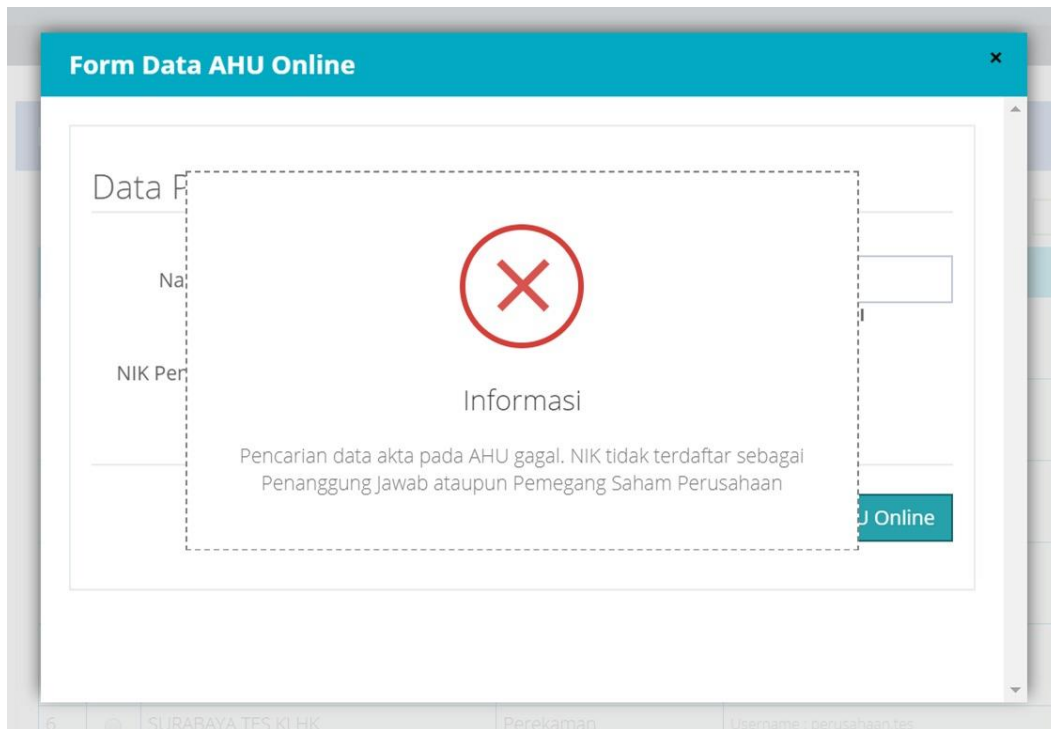 Form Data AHU Online
×
Data P
Na
NIK Per
Informasi
Pencarian data akta pada AHU gagal. NIK tidak terdaftar sebagai
Penanggung Jawab ataupun Pemegang Saham Perusahaan
Online
6 SURABAYA TES KLHK Perekaman Username : perusahaan tes